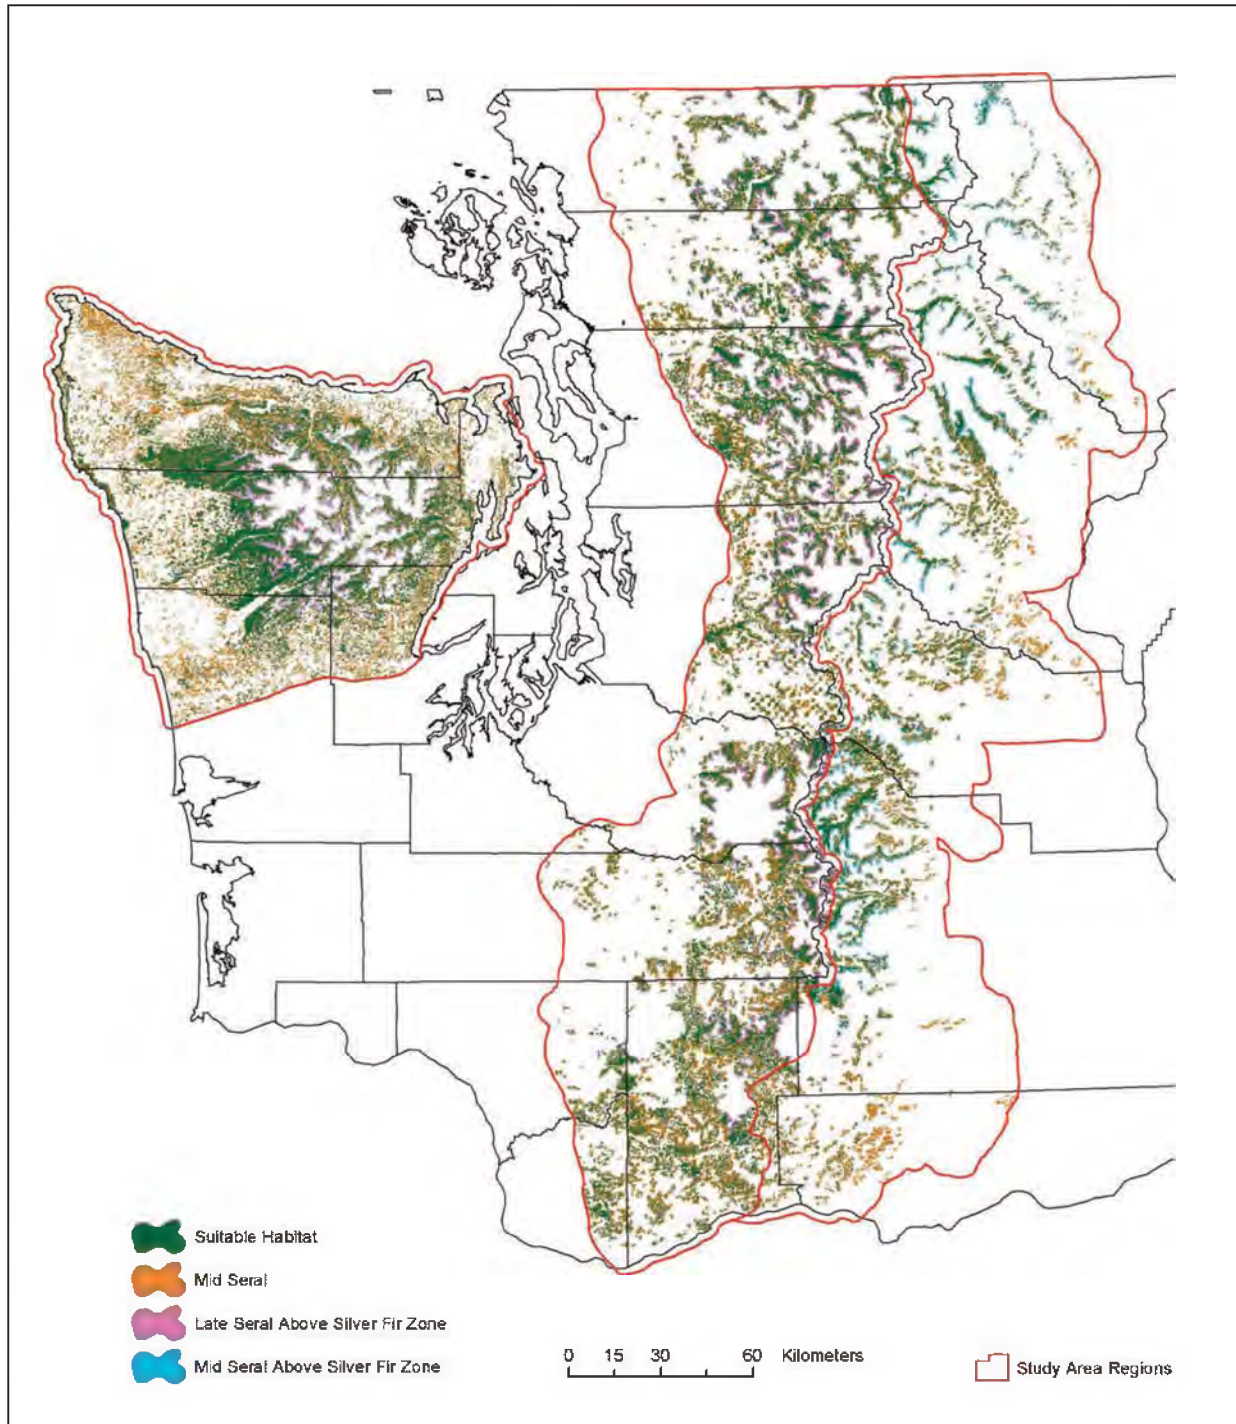 Suitable Habitat
Mid Seral
Late Seral Above Silver Fir Zone
Mid Seral Above Silver Fir Zone
0 15 30 60 Kilometers
Study Area Regions